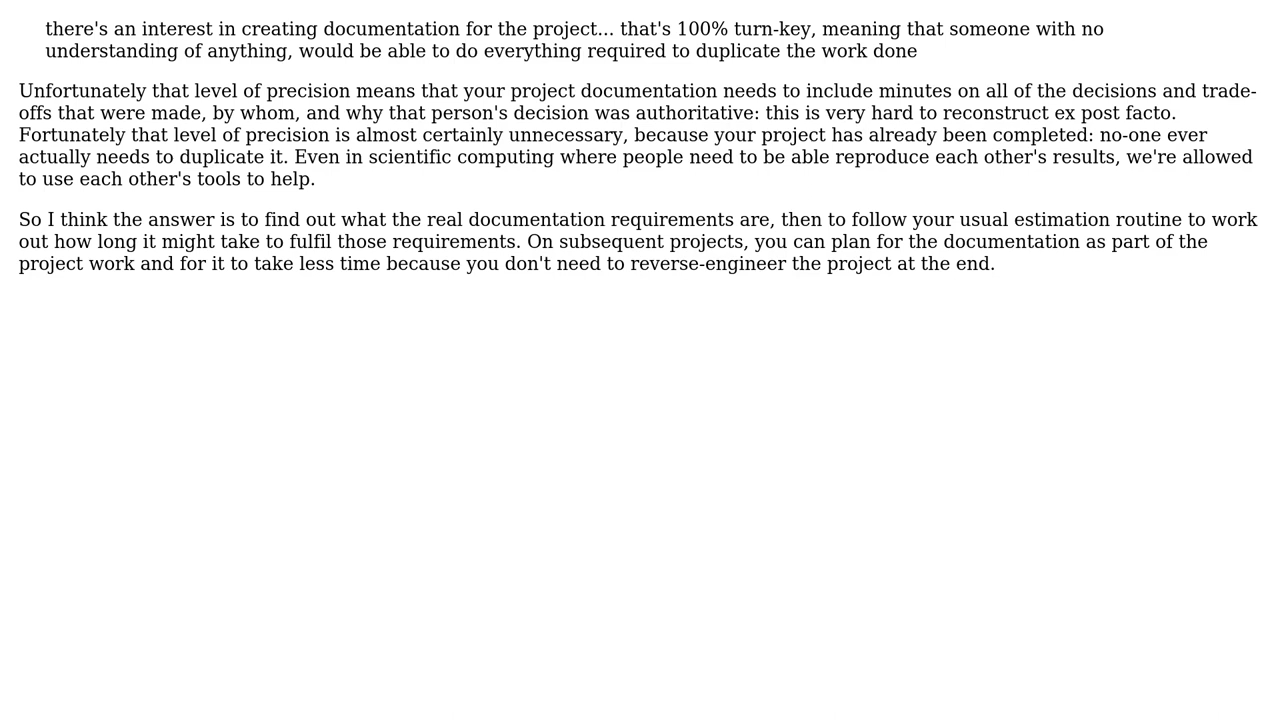 there's an interest in creating documentation for the project... that's 100% turn-key, meaning that someone with no
understanding of anything, would be able to do everything required to duplicate the work done
Unfortunately that level of precision means that your project documentation needs to include minutes on all of the decisions and trade-
offs that were made, by whom, and why that person's decision was authoritative: this is very hard to reconstruct ex post facto.
Fortunately that level of precision is almost certainly unnecessary, because your project has already been completed: no-one ever
actually needs to duplicate it. Even in scientific computing where people need to be able reproduce each other's results, we're allowed
to use each other's tools to help.
So I think the answer is to find out what the real documentation requirements are, then to follow your usual estimation routine to work
out how long it might take to fulfil those requirements. On subsequent projects, you can plan for the documentation as part of the
project work and for it to take less time because you don't need to reverse-engineer the project at the end.